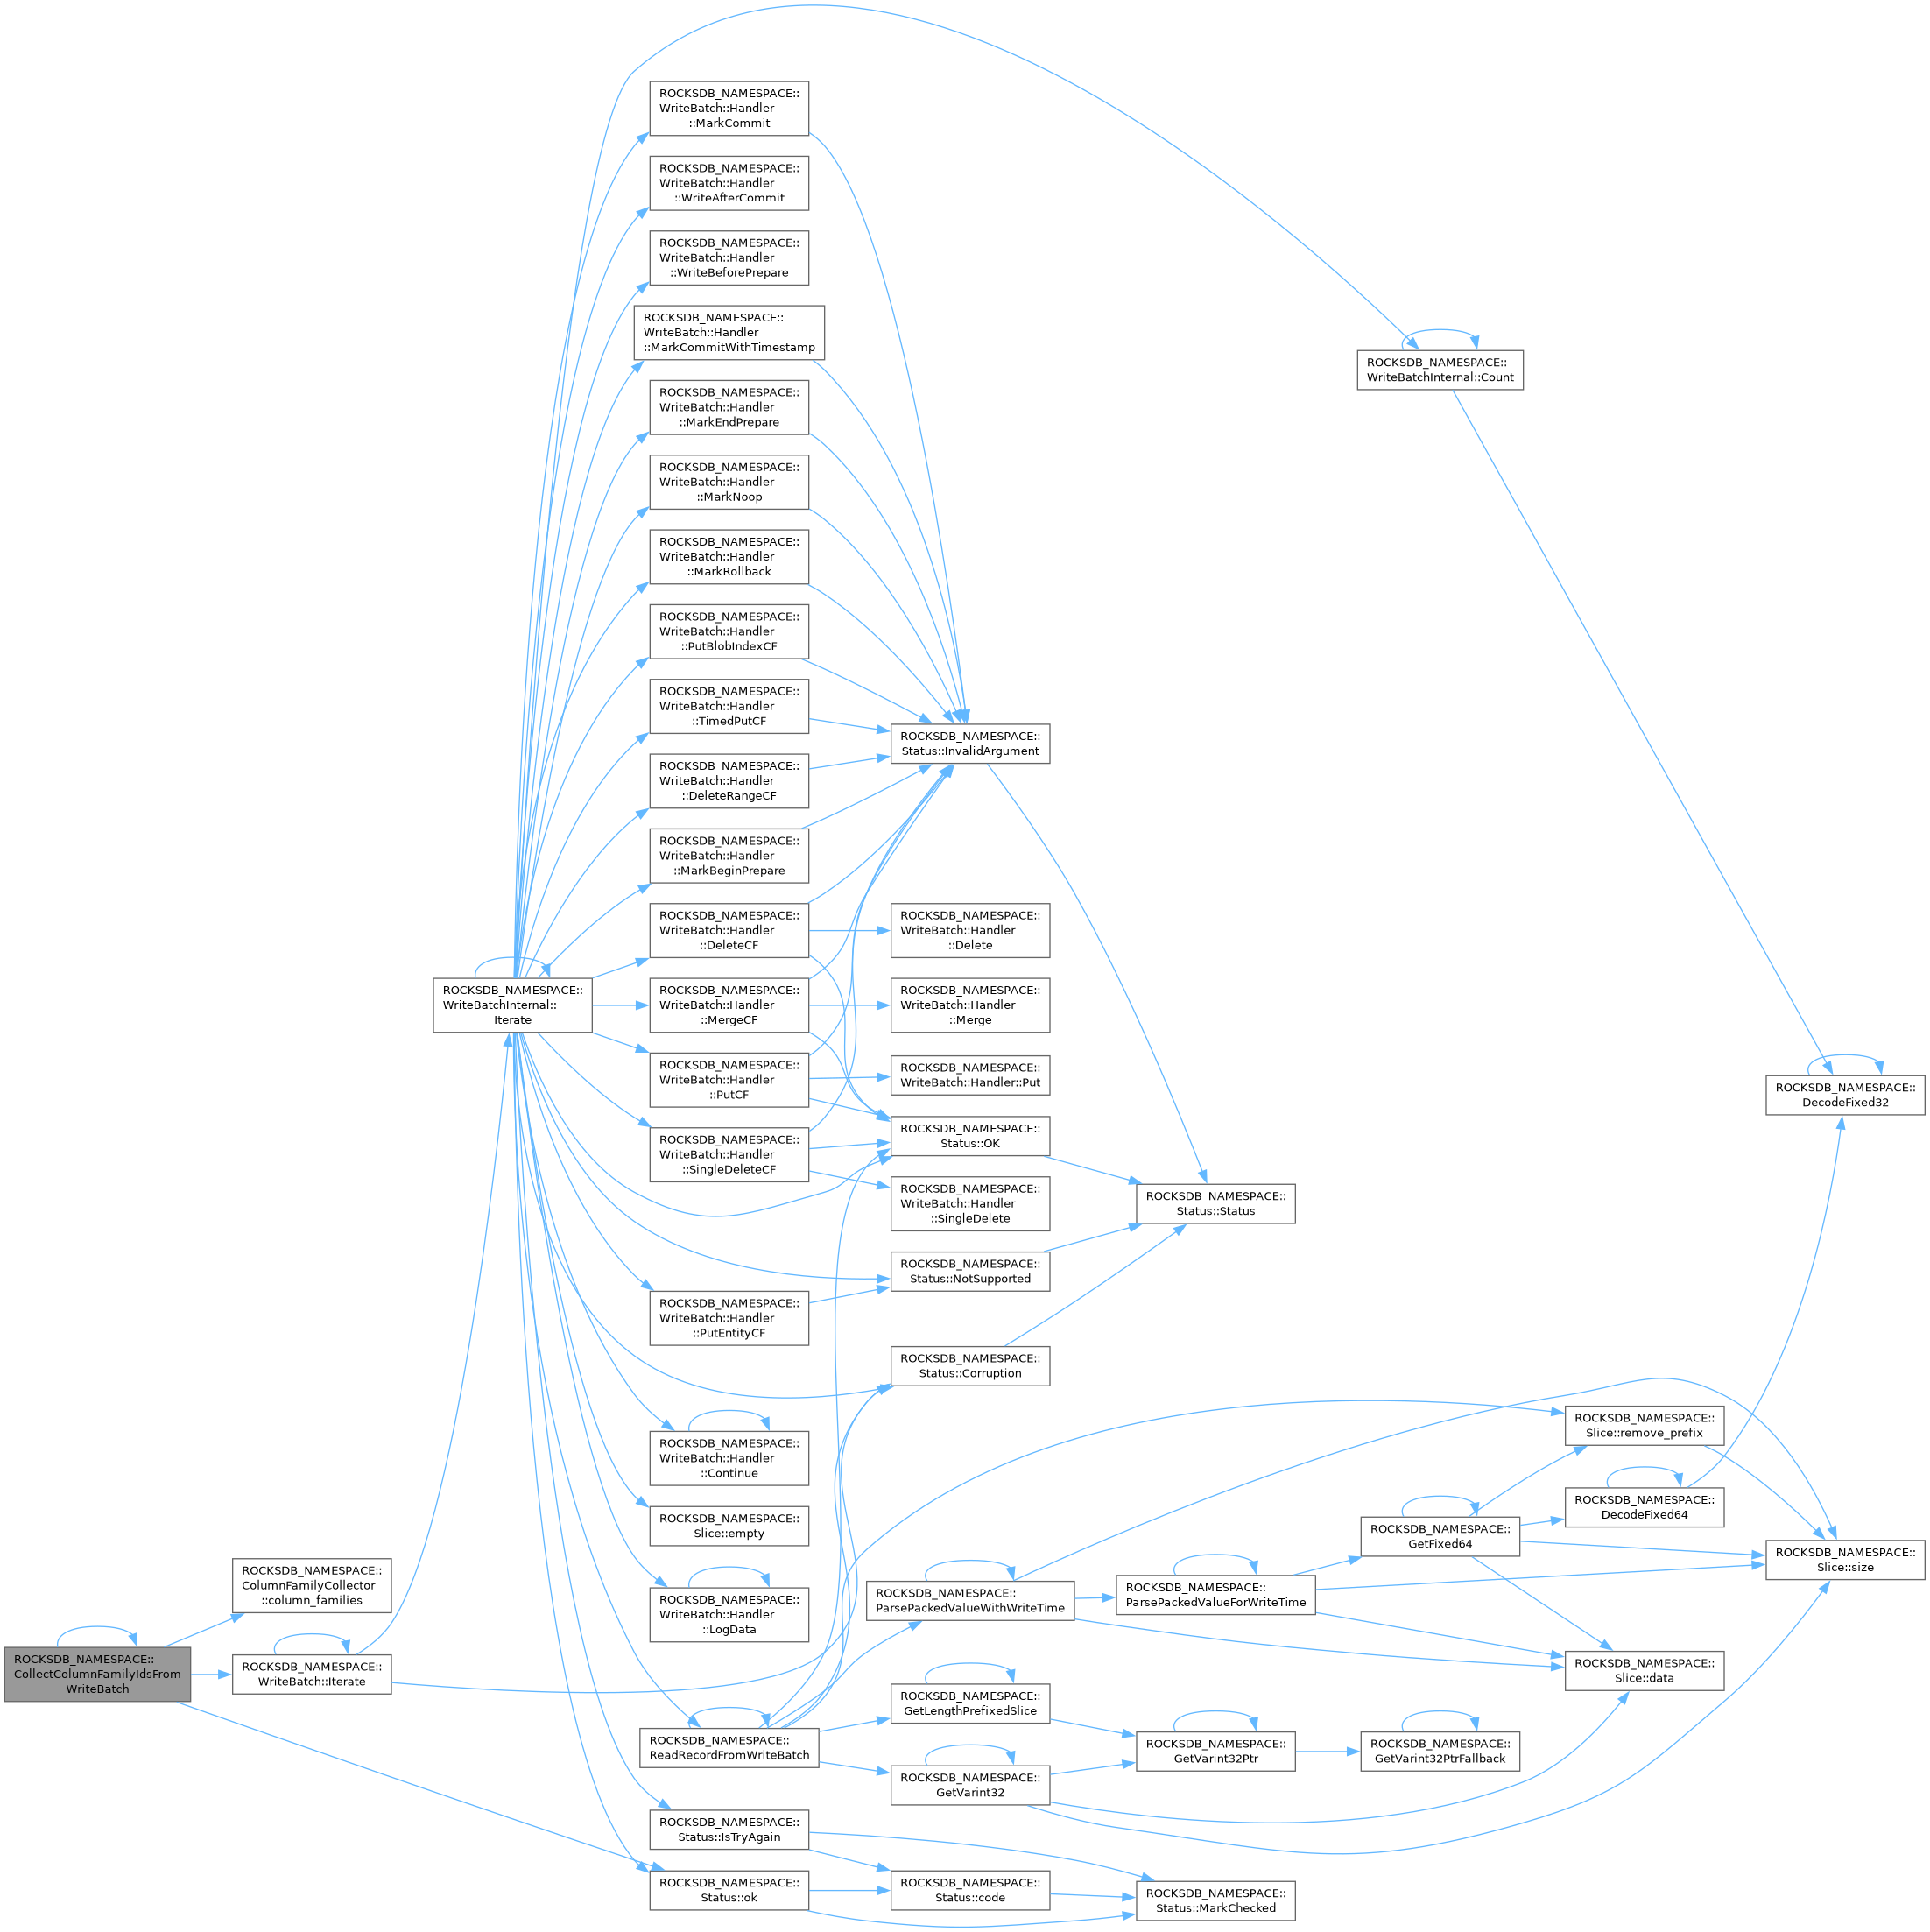 ROCKSDB_NAMESPACE::
CollectColumnFamilyIdsFrom
WriteBatch
ROCKSDB_NAMESPACE::
ColumnFamilyCollector
::column_families
ROCKSDB_NAMESPACE::
WriteBatch::Iterate
ROCKSDB_NAMESPACE::
WriteBatchInternal::
Iterate
ROCKSDB_NAMESPACE::
WriteBatch::Handler
::MarkCommit
ROCKSDB_NAMESPACE::
WriteBatch::Handler
::WriteAfterCommit
ROCKSDB_NAMESPACE::
WriteBatch::Handler
::WriteBeforePrepare
ROCKSDB_NAMESPACE::
WriteBatch::Handler
::MarkCommitWithTimestamp
ROCKSDB_NAMESPACE::
WriteBatch::Handler
::MarkEndPrepare
ROCKSDB_NAMESPACE::
WriteBatch::Handler
::MarkNoop
ROCKSDB_NAMESPACE::
WriteBatch::Handler
::MarkRollback
ROCKSDB_NAMESPACE::
WriteBatch::Handler
::PutBlobIndexCF
ROCKSDB_NAMESPACE::
WriteBatch::Handler
::TimedPutCF
ROCKSDB_NAMESPACE::
WriteBatch::Handler
::DeleteRangeCF
ROCKSDB_NAMESPACE::
WriteBatch::Handler
::MarkBeginPrepare
ROCKSDB_NAMESPACE::
WriteBatch::Handler
::DeleteCF
ROCKSDB_NAMESPACE::
WriteBatch::Handler
::MergeCF
ROCKSDB_NAMESPACE::
WriteBatch::Handler
::PutCF
ROCKSDB_NAMESPACE::
WriteBatch::Handler
::SingleDeleteCF
ROCKSDB_NAMESPACE::
WriteBatch::Handler
::PutEntityCF
ROCKSDB_NAMESPACE::
WriteBatch::Handler
::Continue
ROCKSDB_NAMESPACE::
Slice::empty
ROCKSDB_NAMESPACE::
WriteBatch::Handler
::LogData
ROCKSDB_NAMESPACE::
ReadRecordFromWriteBatch
ROCKSDB_NAMESPACE::
Status::IsTryAgain
ROCKSDB_NAMESPACE::
Status::ok
ROCKSDB_NAMESPACE::
Status::InvalidArgument
ROCKSDB_NAMESPACE::
WriteBatch::Handler
::Delete
ROCKSDB_NAMESPACE::
WriteBatch::Handler
::Merge
ROCKSDB_NAMESPACE::
WriteBatch::Handler::Put
ROCKSDB_NAMESPACE::
Status::OK
ROCKSDB_NAMESPACE::
WriteBatch::Handler
::SingleDelete
ROCKSDB_NAMESPACE::
Status::NotSupported
ROCKSDB_NAMESPACE::
Status::Corruption
ROCKSDB_NAMESPACE::
ParsePackedValueWithWriteTime
ROCKSDB_NAMESPACE::
GetLengthPrefixedSlice
ROCKSDB_NAMESPACE::
GetVarint32
ROCKSDB_NAMESPACE::
Status::code
ROCKSDB_NAMESPACE::
Status::Status
ROCKSDB_NAMESPACE::
ParsePackedValueForWriteTime
ROCKSDB_NAMESPACE::
GetVarint32Ptr
ROCKSDB_NAMESPACE::
Status::MarkChecked
ROCKSDB_NAMESPACE::
WriteBatchInternal::Count
ROCKSDB_NAMESPACE::
GetFixed64
ROCKSDB_NAMESPACE::
GetVarint32PtrFallback
ROCKSDB_NAMESPACE::
Slice::remove_prefix
ROCKSDB_NAMESPACE::
DecodeFixed64
ROCKSDB_NAMESPACE::
Slice::data
ROCKSDB_NAMESPACE::
DecodeFixed32
ROCKSDB_NAMESPACE::
Slice::size